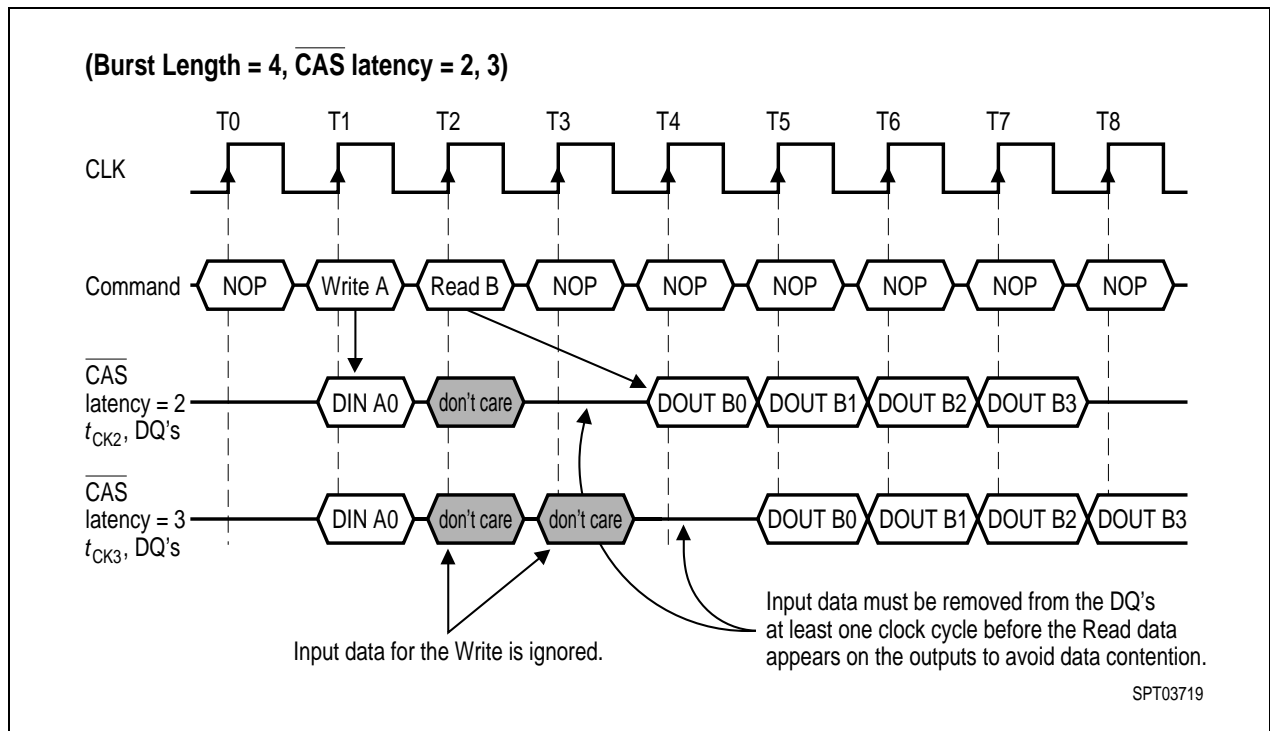 (Burst Length = 4, CAS latency = 2, 3)
T0 T1 T2 T3 T4 T5 T6 T7 T8
CLK
Command NOP Write A Read B NOP NOP NOP NOP NOP NOP
CAS
latency = 2 DIN A0 don't care DOUT B0 DOUT B1 DOUT B2 DOUT B3
tCK2, DQ's
CAS
latency = 3 DIN A0 don't care don't care DOUT B0 DOUT B1 DOUT B2 DOUT B3
tCK3, DQ's
Input data for the Write is ignored.
Input data must be removed from the DQ's
at least one clock cycle before the Read data
appears on the outputs to avoid data contention.
SPT03719